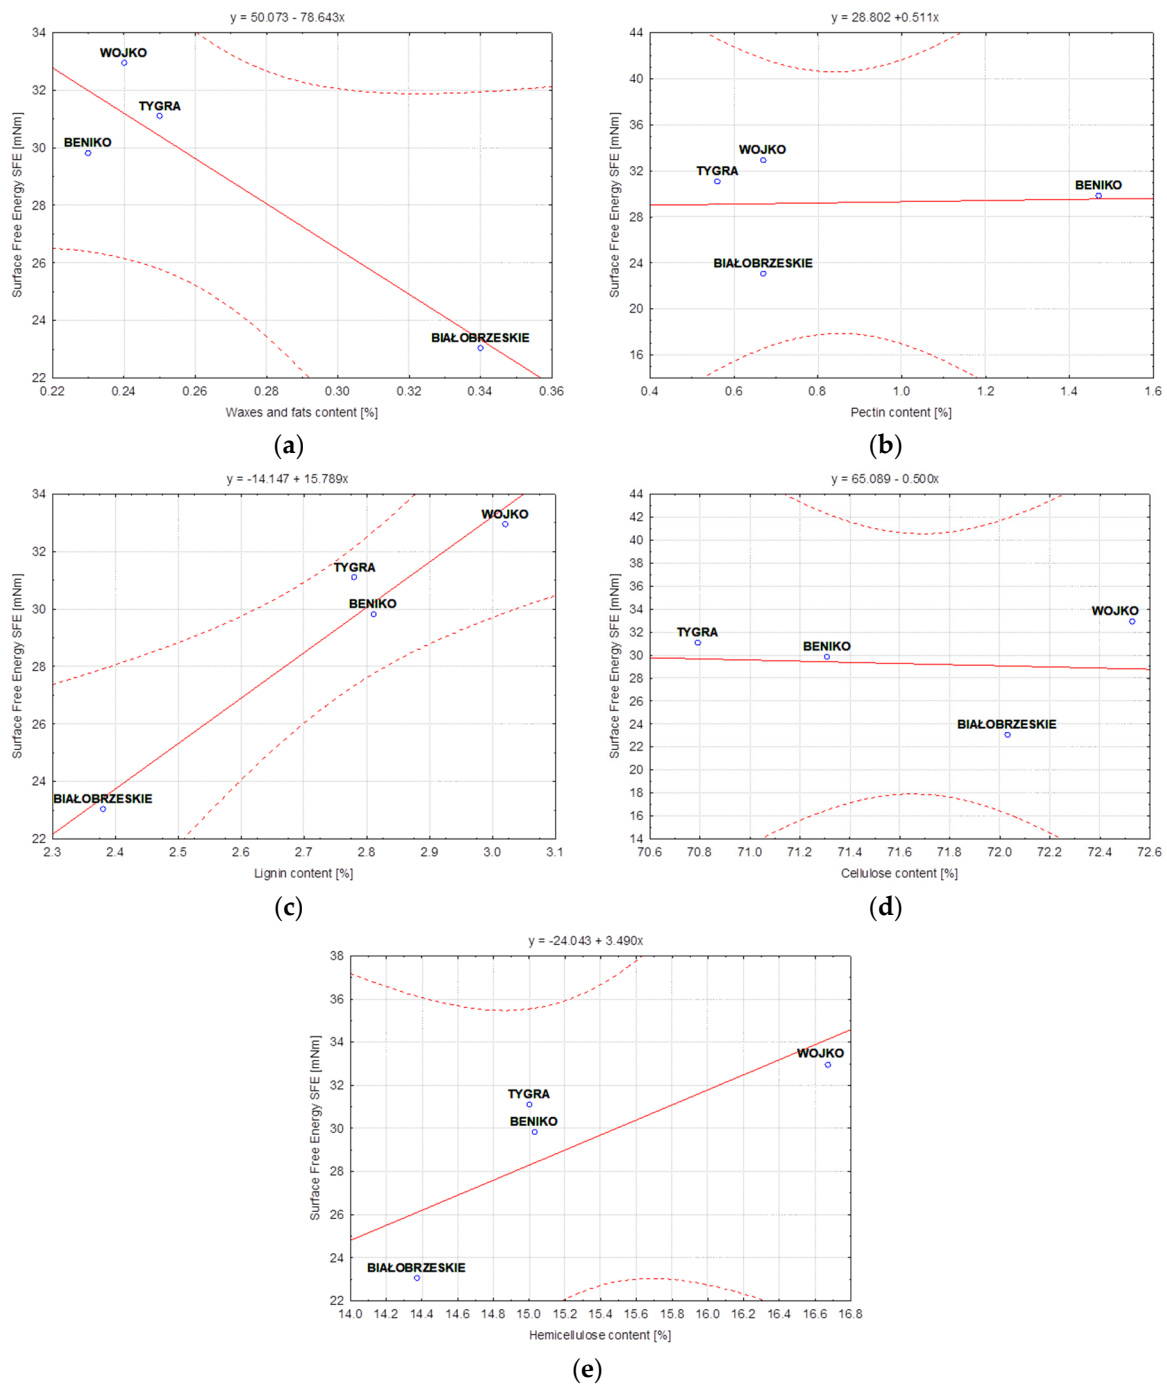 y = 50.073 - 78.643x
Surface Free Energy SFE [mNm]
34
32
30
28
26
24
22
WOJKO
TYGRA
BENIKO
BIAŁOBRZESKIE
0.22 0.24 0.26 0.28 0.30 0.32 0.34 0.36
Waxes and fats content [%]
(a)
y = 28.802 +0.511x
Surface Free Energy SFE [mNm]
44
40
36
32
28
24
20
16
WOJKO
TYGRA
BENIKO
BIAŁOBRZESKIE
0.4 0.6 0.8 1.0 1.2 1.4 1.6
Pectin content [%]
(b)
y = -14.147 + 15.789x
Surface Free Energy SFE [mNm]
34
32
30
28
26
24
22
WOJKO
TYGRA
BENIKO
BIAŁOBRZESKIE
2.3 2.4 2.5 2.6 2.7 2.8 2.9 3.0 3.1
Lignin content [%]
(c)
y = 65.089 - 0.500x
Surface Free Energy SFE [mNm]
44
42
40
38
36
34
32
30
28
26
24
22
20
18
16
14
WOJKO
TYGRA
BENIKO
BIAŁOBRZESKIE
70.6 70.8 71.0 71.2 71.4 71.6 71.8 72.0 72.2 72.4 72.6
Cellulose content [%]
(d)
y = -24.043 + 3.490x
Surface Free Energy SFE [mNm]
38
36
34
32
30
28
26
24
22
WOJKO
TYGRA
BENIKO
BIAŁOBRZESKIE
14.0 14.2 14.4 14.6 14.8 15.0 15.2 15.4 15.6 15.8 16.0 16.2 16.4 16.6 16.8
Hemicellulose content [%]
(e)